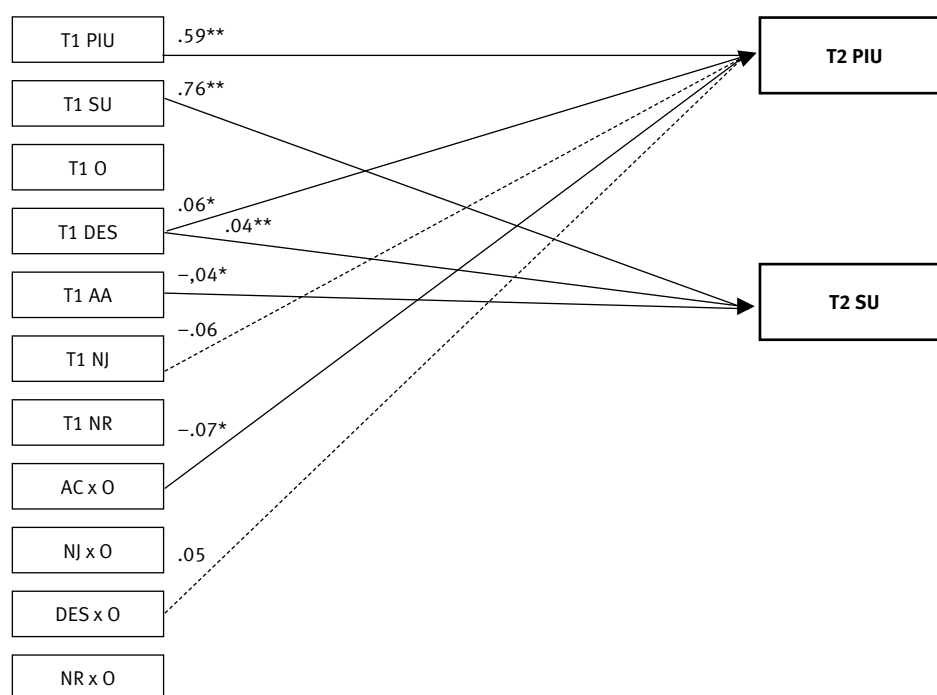 T1 PIU
.59**
T2 PIU
T1 SU
.76**
T1 O
T1 DES
.06*
.04**
T1 AA
–,04*
T2 SU
T1 NJ
–.06
T1 NR
–.07*
AC x O
NJ x O
.05
DES x O
NR x O